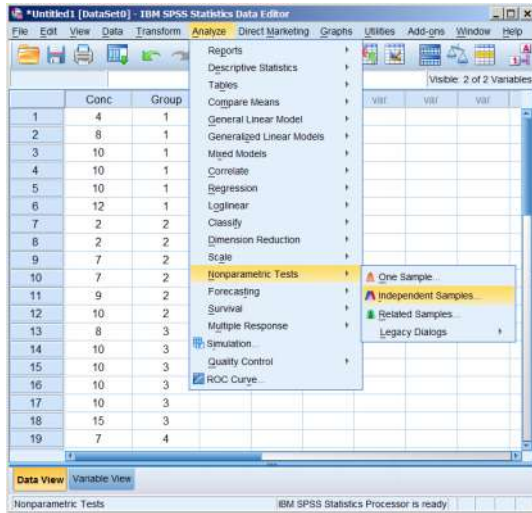 *Untitled1 [DataSet0] - IBM SPSS Statistics Data Editor
File Edit View Data Transform Analyze Direct Marketing Graphs Utilities Add-ons Window Help
Visible: 2 of 2 Variables
Conc Group var var var
1 4 1
2 8 1
3 10 1
4 10 1
5 10 1
6 12 1
7 2 2
8 2 2
9 7 2
10 7 2
11 9 2
12 10 2
13 8 3
14 10 3
15 10 3
16 10 3
17 10 3
18 15 3
19 7 4
Reports
Descriptive Statistics
Tables
Compare Means
General Linear Model
Generalized Linear Models
Mixed Models
Correlate
Regression
Loglinear
Classify
Dimension Reduction
Scale
Nonparametric Tests
Forecasting
Survival
Multiple Response
Simulation...
Quality Control
ROC Curve...
One Sample...
Independent Samples...
Related Samples...
Legacy Dialogs
Data View Variable View
Nonparametric Tests IBM SPSS Statistics Processor is ready